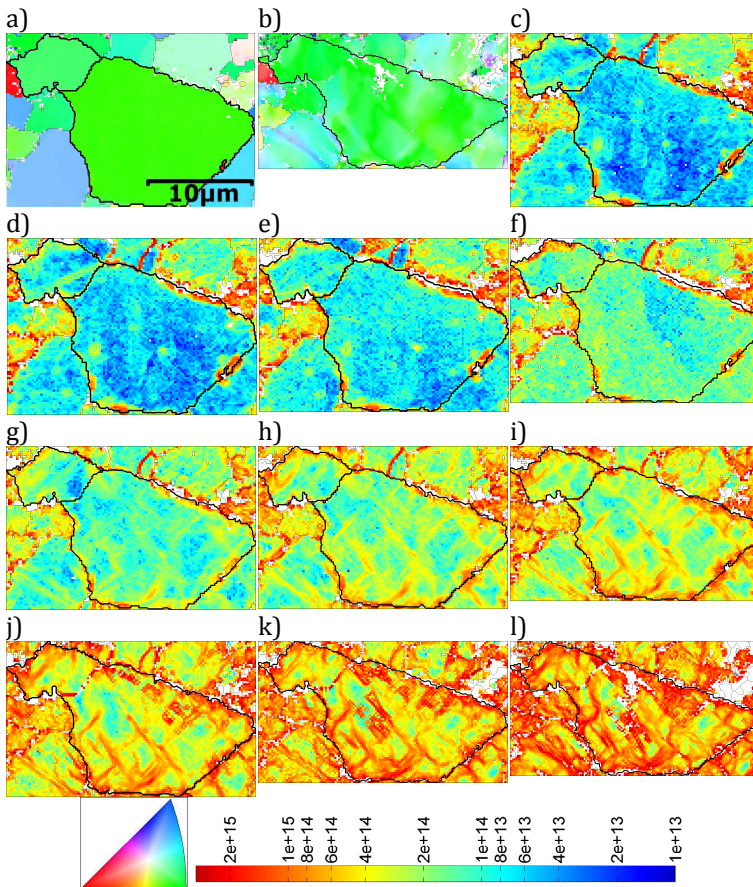 a) b) c)
10μm
d) e) f)
g) h) i)
j) k) l)
2e+15 1e+15 8e+14 6e+14 4e+14 2e+14 1e+14 8e+13 6e+13 4e+13 2e+13 1e+13